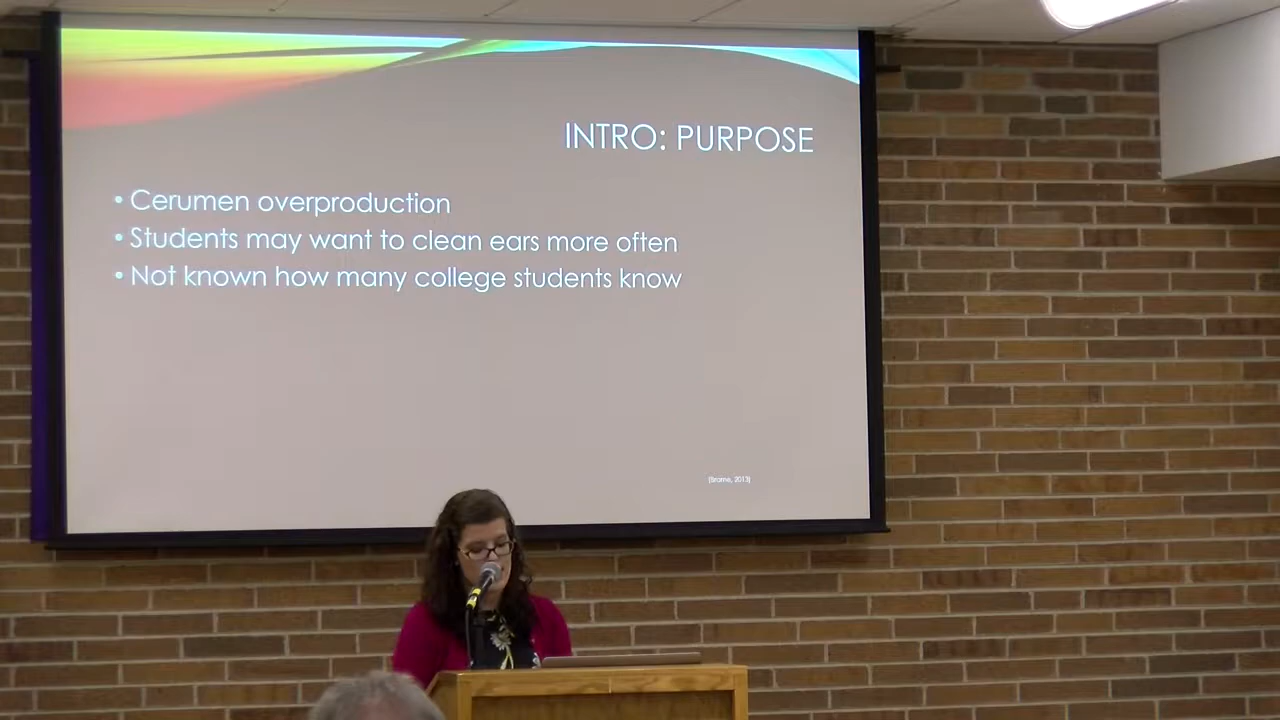 INTRO: PURPOSE
• Cerumen overproduction
• Students may want to clean ears more often
• Not known how many college students know
2013]